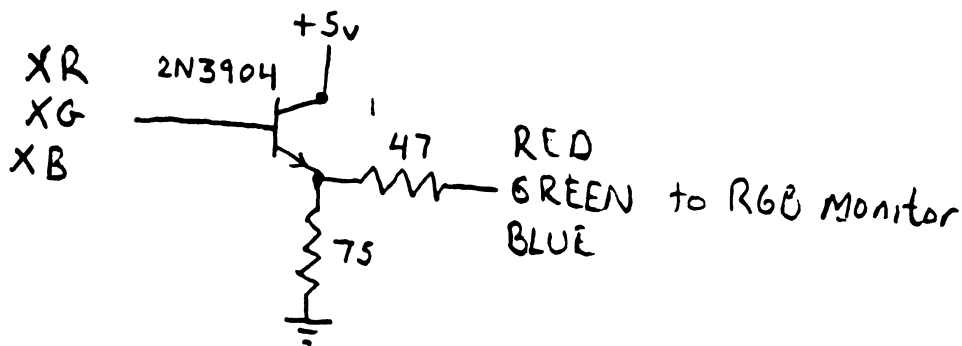 +5v
XR
2N3904
XG
XB
47
RED
GREEN to RGB Monitor
BLUE
75